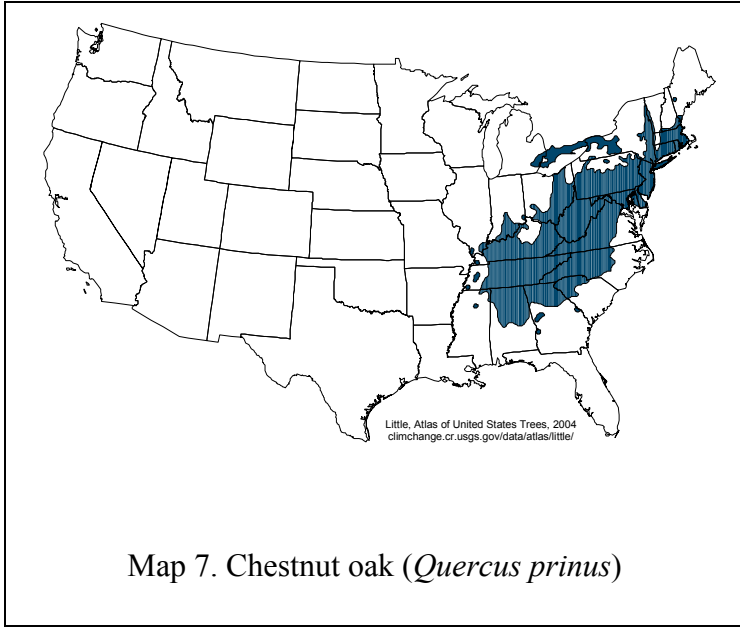 Little, Atlas of United States Trees, 2004
climchange.cr.usgs.gov/data/atlas/little/
Map 7. Chestnut oak (Quercus prinus)